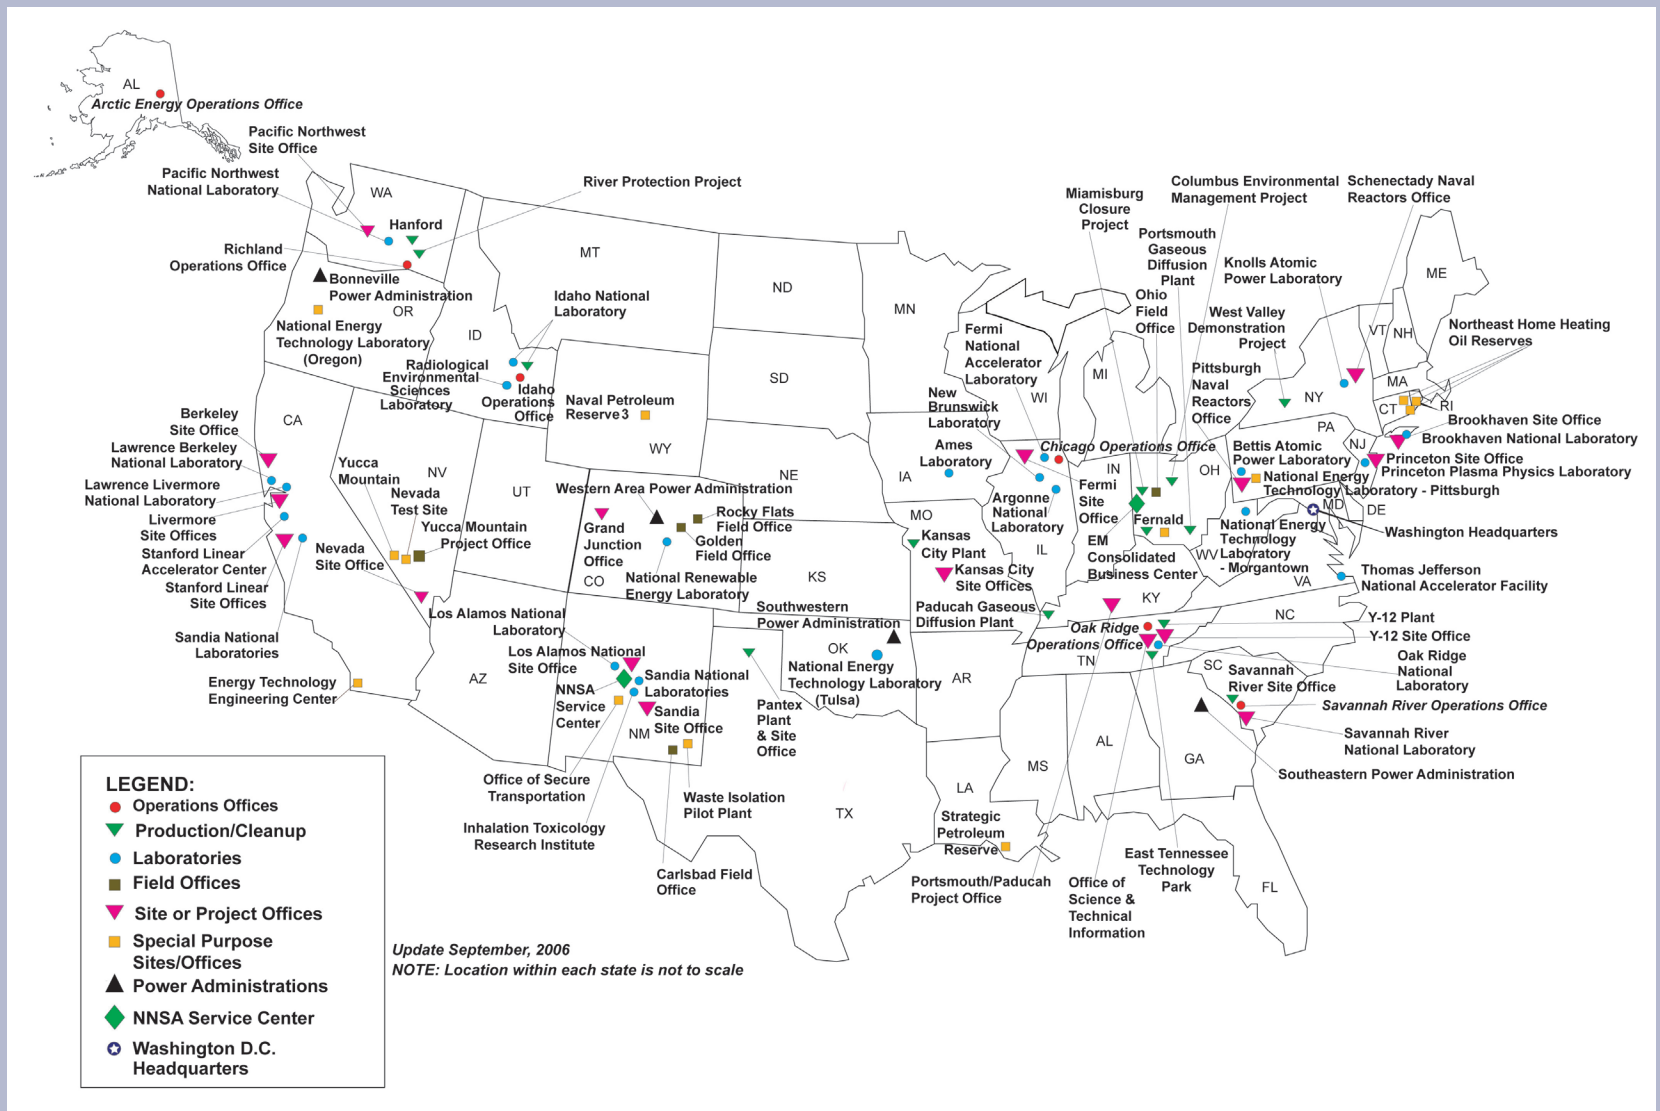 AL
Arctic Energy Operations Office
Pacific Northwest
Site Office
Pacific Northwest
National Laboratory
WA
Hanford
River Protection Project
Richland
Operations Office
Bonneville
Power Administration
OR
National Energy
Technology Laboratory
(Oregon)
MT
ID
Idaho National
Laboratory
Radiological
Environmental
Sciences
Laboratory
Idaho
Operations
Office
Naval Petroleum
Reserve3
WY
ND
SD
NE
MN
CA
Berkeley
Site Office
Lawrence Berkeley
National Laboratory
Lawrence Livermore
National Laboratory
Livermore
Site Offices
Stanford Linear
Accelerator Center
Stanford Linear
Site Offices
Sandia National
Laboratories
Energy Technology
Engineering Center
Yucca
Mountain
NV
Nevada
Test Site
Yucca Mountain
Project Office
Nevada
Site Office
UT
Western Area Power Administration
Grand
Junction
Office
CO
Rocky Flats
Field Office
Golden
Field Office
National Renewable
Energy Laboratory
KS
AZ
Los Alamos National
Laboratory
Los Alamos National
Site Office
NNSA
Service
Center
Sandia National
Laboratories
Sandia
Site Office
NM
Office of Secure
Transportation
Inhalation Toxicology
Research Institute
Carlsbad Field
Office
Waste Isolation
Pilot Plant
Pantex
Plant
& Site
Office
TX
Southwestern
Power Administration
OK
National Energy
Technology Laboratory
(Tulsa)
AR
LA
Strategic
Petroleum
Reserve
MS
AL
GA
FL
IA
Ames
Laboratory
MO
Kansas
City Plant
Kansas City
Site Offices
Paducah Gaseous
Diffusion Plant
WI
Fermi
National
Accelerator
Laboratory
New
Brunswick
Laboratory
Chicago Operations Office
Argonne
National
Laboratory
Fermi
Site
Office
IL
IN
MI
Miamisburg
Closure
Project
Portsmouth
Gaseous
Diffusion
Plant
Ohio
Field
Office
Columbus Environmental
Management Project
Fernald
EM
Consolidated
Business Center
OH
KY
WV
VA
Schenectady Naval
Reactors Office
Knolls Atomic
Power Laboratory
West Valley
Demonstration
Project
Pittsburgh
Naval
Reactors
Office
Bettis Atomic
Power Laboratory
National Energy
Technology Laboratory - Pittsburgh
National Energy
Technology
Laboratory
- Morgantown
ME
VT
NH
NY
MA
CT
RI
PA
NJ
MD
DE
Northeast Home Heating
Oil Reserves
Brookhaven Site Office
Brookhaven National Laboratory
Princeton Site Office
Princeton Plasma Physics Laboratory
Washington Headquarters
Thomas Jefferson
National Accelerator Facility
NC
Y-12 Plant
Y-12 Site Office
Oak Ridge
National
Laboratory
Oak Ridge
Operations Office
TN
SC
Savannah
River Site Office
Savannah River Operations Office
Savannah River
National Laboratory
Southeastern Power Administration
Portsmouth/Paducah
Project Office
Office of
Science &
Technical
Information
East Tennessee
Technology
Park
LEGEND:
Operations Offices
Production/Cleanup
Laboratories
Field Offices
Site or Project Offices
Special Purpose
Sites/Offices
Power Administrations
NNSA Service Center
Washington D.C.
Headquarters
Update September, 2006
NOTE: Location within each state is not to scale